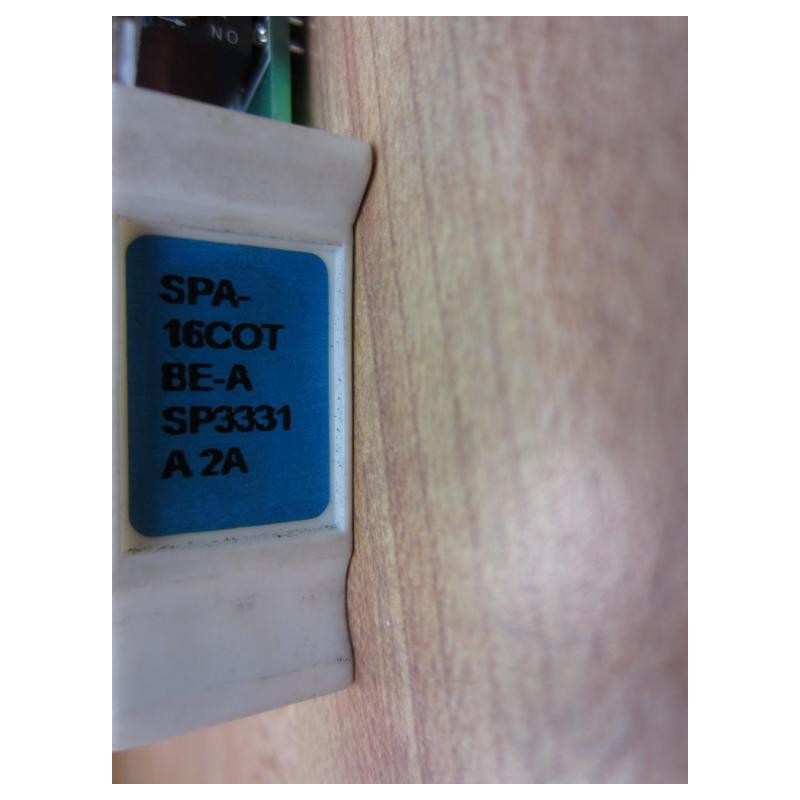 NO
SPA-
16COT
BE-A
SP3331
A 2A